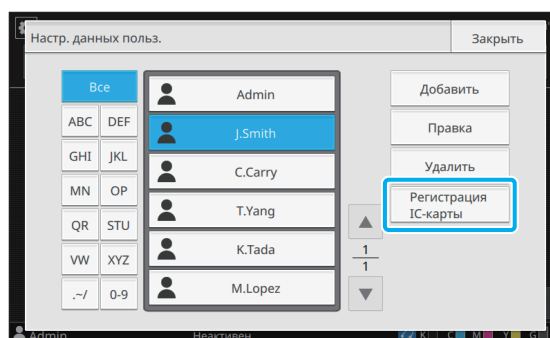 Настр. данных польз.
Закрыть
Все
ABC DEF
GHI JKL
MN OP
QR STU
VW XYZ
.~/ 0-9
Admin
J.Smith
C.Carry
T.Yang
K.Tada
M.Lopez
1
1
Добавить
Правка
Удалить
Регистрация
IC-карты
Admin Неактивен K C M Y G